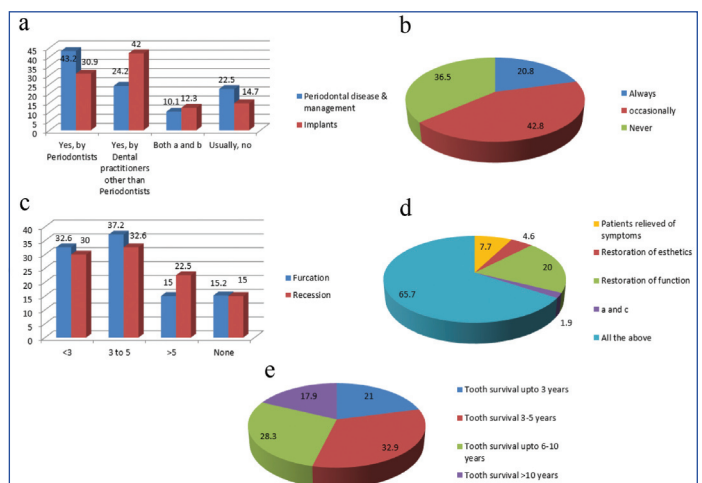 a
45
40
35
30
25
20
15
10
5
0
43.2
30.9
24.2
42
10.1
12.3
22.5
14.7
Yes, by
Periodontists
Yes, by
Dental
practitioners
other than
Periodontists
Both a and b
Usually, no
Periodontal disease &
management
Implants
b
36.5
20.8
42.8
Always
occasionally
Never
c
40
35
30
25
20
15
10
5
0
32.6
30
37.2
32.6
15
22.5
15.2
15
<3
3 to 5
>5
None
Furcation
Recession
d
7.7
4.6
20
65.7
1.9
Patients relieved of
symptoms
Restoration of esthetics
Restoration of function
a and c
All the above
e
17.9
21
28.3
32.9
Tooth survival upto 3 years
Tooth survival 3-5 years
Tooth survival upto 6-10
years
Tooth survival >10 years